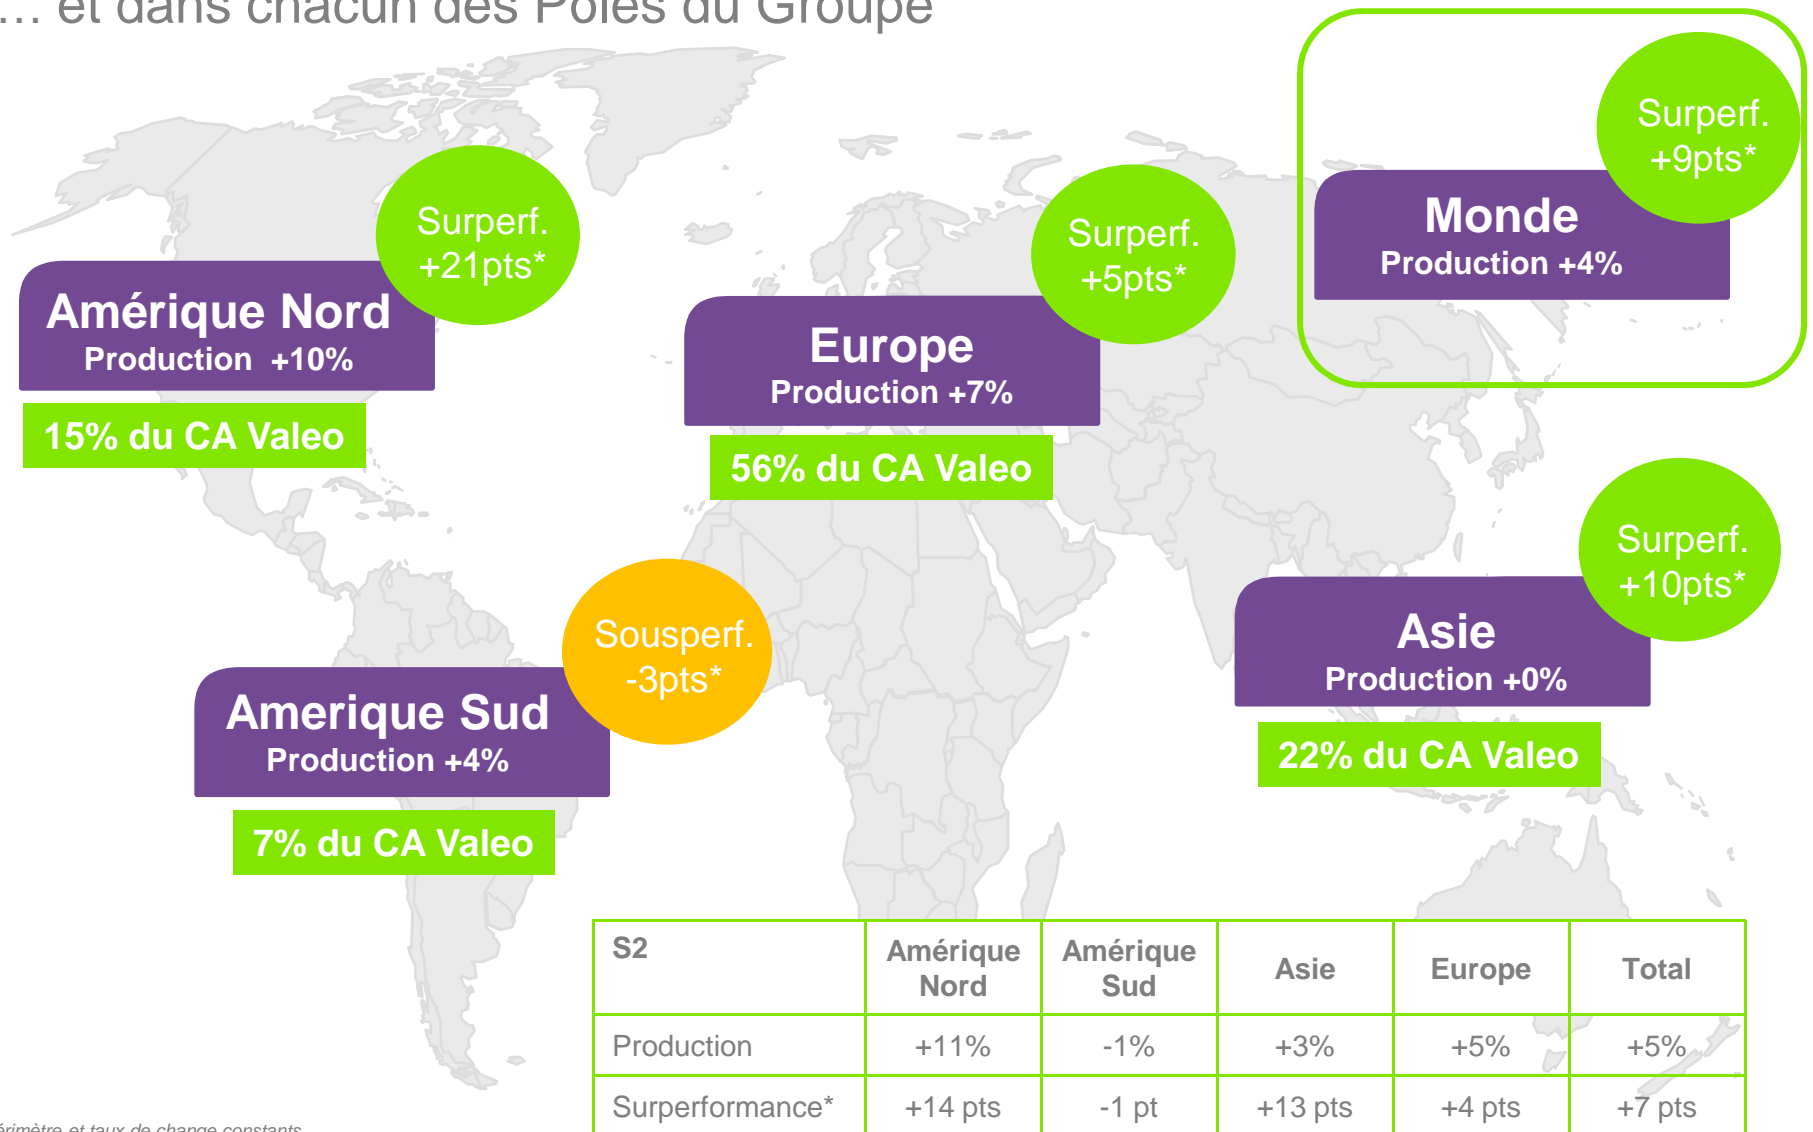 … et dans chacun des Pôles du Groupe
Surperf.
+9pts*
Monde
Production +4%
Surperf.
+21pts*
Amérique Nord
Production +10%
15% du CA Valeo
Surperf.
+5pts*
Europe
Production +7%
56% du CA Valeo
Surperf.
+10pts*
Asie
Production +0%
22% du CA Valeo
Sousperf.
-3pts*
Amerique Sud
Production +4%
7% du CA Valeo
S2 Amérique Nord Amérique Sud Asie Europe Total
Production +11% -1% +3% +5% +5%
Surperformance* +14 pts -1 pt +13 pts +4 pts +7 pts
et taux de change constants